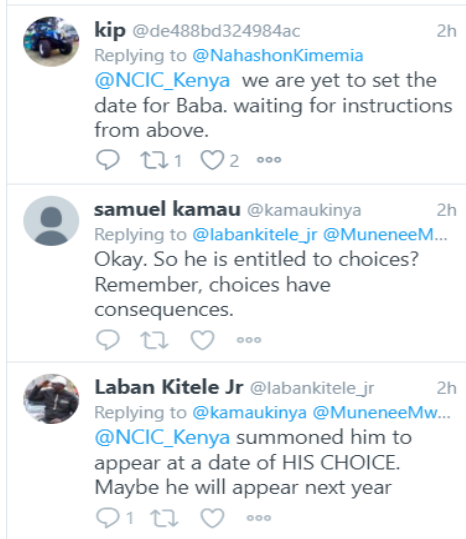 kip @de488bd324984ac 2h
Replying to @NahashonKimemia
@NCIC_Kenya we are yet to set the
date for Baba. waiting for instructions
from above.
1 2
samuel kamau @kamaukinya 2h
Replying to @labankitele_jr @MuneneeM...
Okay. So he is entitled to choices?
Remember, choices have
consequences.
Laban Kitele Jr @labankitele_jr 2h
Replying to @kamaukinya @MuneneeMw...
@NCIC_Kenya summoned him to
appear at a date of HIS CHOICE.
Maybe he will appear next year
1